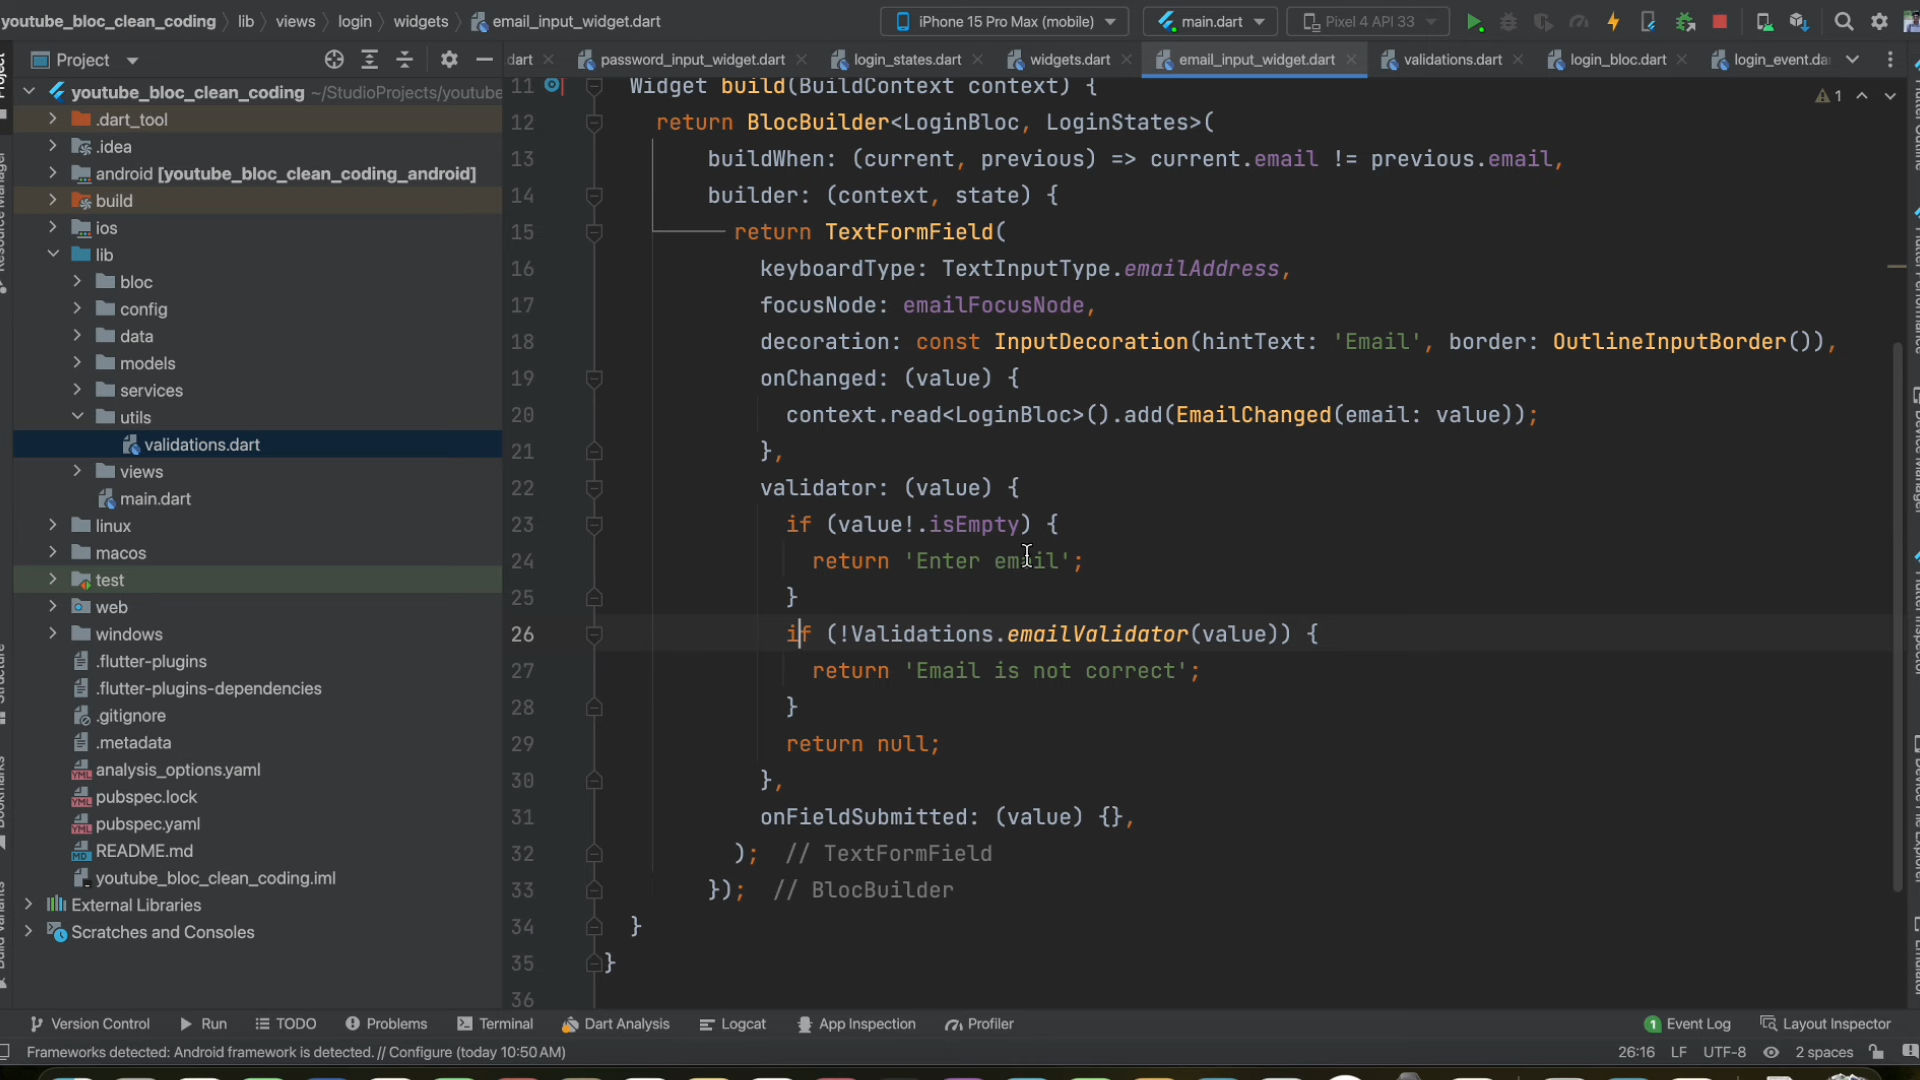 youtube_bloc_clean_coding lib views login widgets email_input_widget.dart iPhone 15 Pro Max (mobile) main.dart Pixel 4 API 33
Project dart password_input_widget.dart login_states.dart widgets.dart email_input_widget.dart validations.dart login_bloc.dart login_event.da
youtube_bloc_clean_coding ~/StudioProjects/youtube
.dart_tool
.idea
android [youtube_bloc_clean_coding_android]
build
ios
lib
bloc
config
data
models
services
utils
validations.dart
views
main.dart
linux
macos
test
web
windows
.flutter-plugins
.flutter-plugins-dependencies
.gitignore
.metadata
analysis_options.yaml
pubspec.lock
pubspec.yaml
README.md
youtube_bloc_clean_coding.iml
External Libraries
Scratches and Consoles
1
11 Widget build(BuildContext context) {
12 return BlocBuilder<LoginBloc, LoginStates>(
13 buildWhen: (current, previous) => current.email != previous.email,
14 builder: (context, state) {
15 return TextFormField(
16 keyboardType: TextInputType.emailAddress,
17 focusNode: emailFocusNode,
18 decoration: const InputDecoration(hintText: 'Email', border: OutlineInputBorder()),
19 onChanged: (value) {
20 context.read<LoginBloc>().add(EmailChanged(email: value));
21 },
22 validator: (value) {
23 if (value!.isEmpty) {
24 return 'Enter email';
25 }
26 if (!Validations.emailValidator(value)) {
27 return 'Email is not correct';
28 }
29 return null;
30 },
31 onFieldSubmitted: (value) {},
32 ); // TextFormField
33 }); // BlocBuilder
34 }
35 }
36
Version Control Run TODO Problems Terminal Dart Analysis Logcat App Inspection Profiler 1 Event Log Layout Inspector
Frameworks detected: Android framework is detected. // Configure (today 10:50 AM) 26:16 LF UTF-8 2 spaces